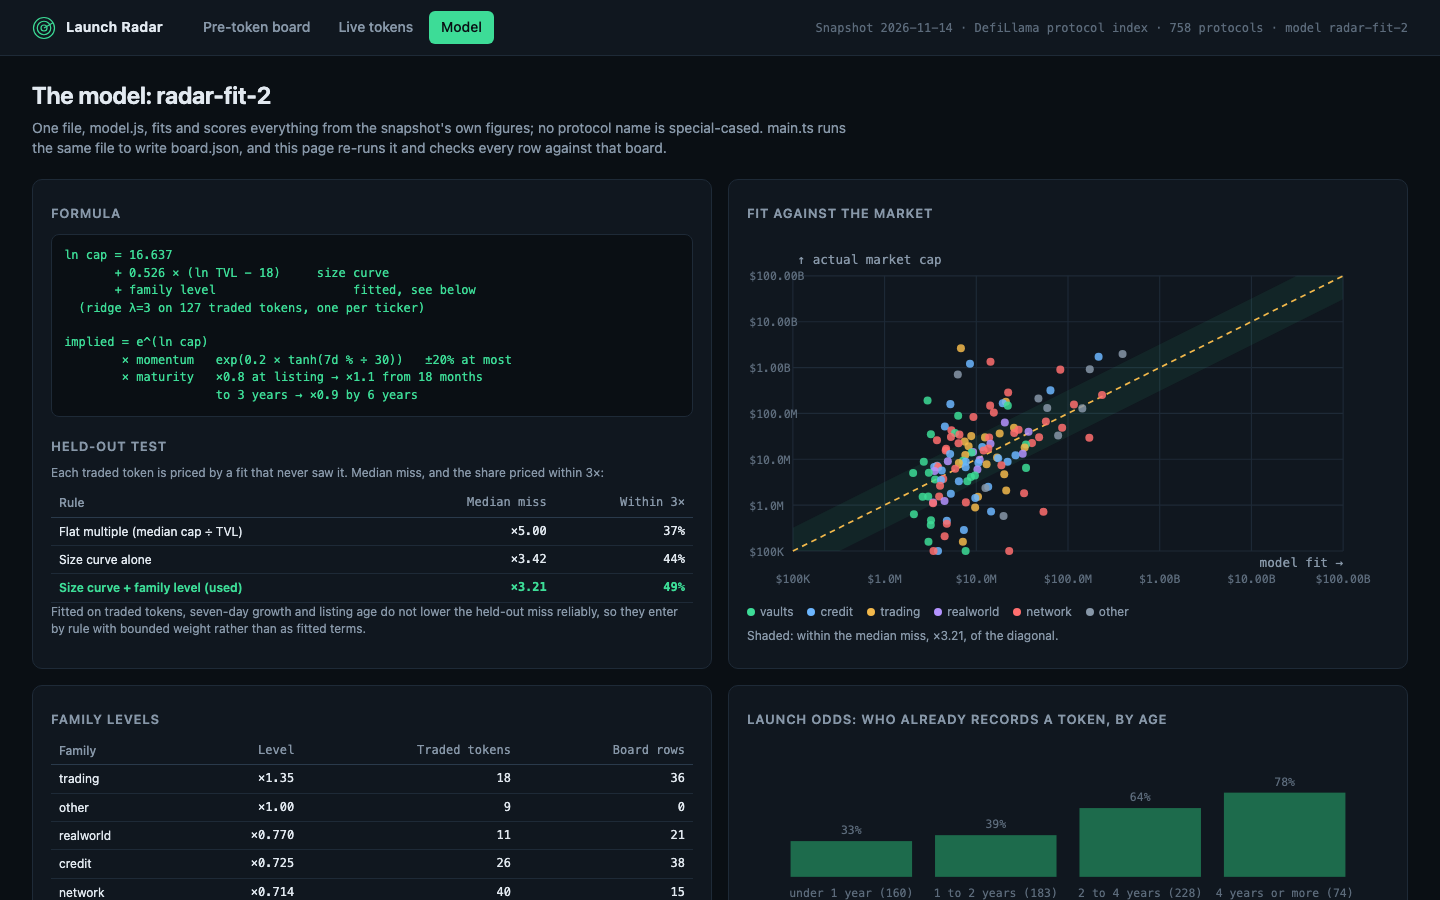 Launch Radar
Pre-token board
Live tokens
Model
Snapshot 2026-11-14 · DefiLlama protocol index · 758 protocols · model radar-fit-2
The model: radar-fit-2
One file, model.js, fits and scores everything from the snapshot's own figures; no protocol name is special-cased. main.ts runs
the same file to write board.json, and this page re-runs it and checks every row against that board.
FORMULA
ln cap = 16.637
+ 0.526 × (ln TVL − 18) size curve
+ family level fitted, see below
(ridge λ=3 on 127 traded tokens, one per ticker)
implied = e^(ln cap)
× momentum exp(0.2 × tanh(7d % ÷ 30)) ±20% at most
× maturity ×0.8 at listing → ×1.1 from 18 months
to 3 years → ×0.9 by 6 years
HELD-OUT TEST
Each traded token is priced by a fit that never saw it. Median miss, and the share priced within 3×:
Rule Median miss Within 3×
Flat multiple (median cap ÷ TVL) ×5.00 37%
Size curve alone ×3.42 44%
Size curve + family level (used) ×3.21 49%
Fitted on traded tokens, seven-day growth and listing age do not lower the held-out miss reliably, so they enter
by rule with bounded weight rather than as fitted terms.
FIT AGAINST THE MARKET
↑ actual market cap
$100.00B
$10.00B
$1.00B
$100.0M
$10.0M
$1.0M
$100K
model fit →
$100K $1.0M $10.0M $100.0M $1.00B $10.00B $100.00B
vaults credit trading realworld network other
Shaded: within the median miss, ×3.21, of the diagonal.
FAMILY LEVELS
Family Level Traded tokens Board rows
trading ×1.35 18 36
other ×1.00 9 0
realworld ×0.770 11 21
credit ×0.725 26 38
network ×0.714 40 15
LAUNCH ODDS: WHO ALREADY RECORDS A TOKEN, BY AGE
33% 39% 64% 78%
under 1 year (160) 1 to 2 years (183) 2 to 4 years (228) 4 years or more (74)